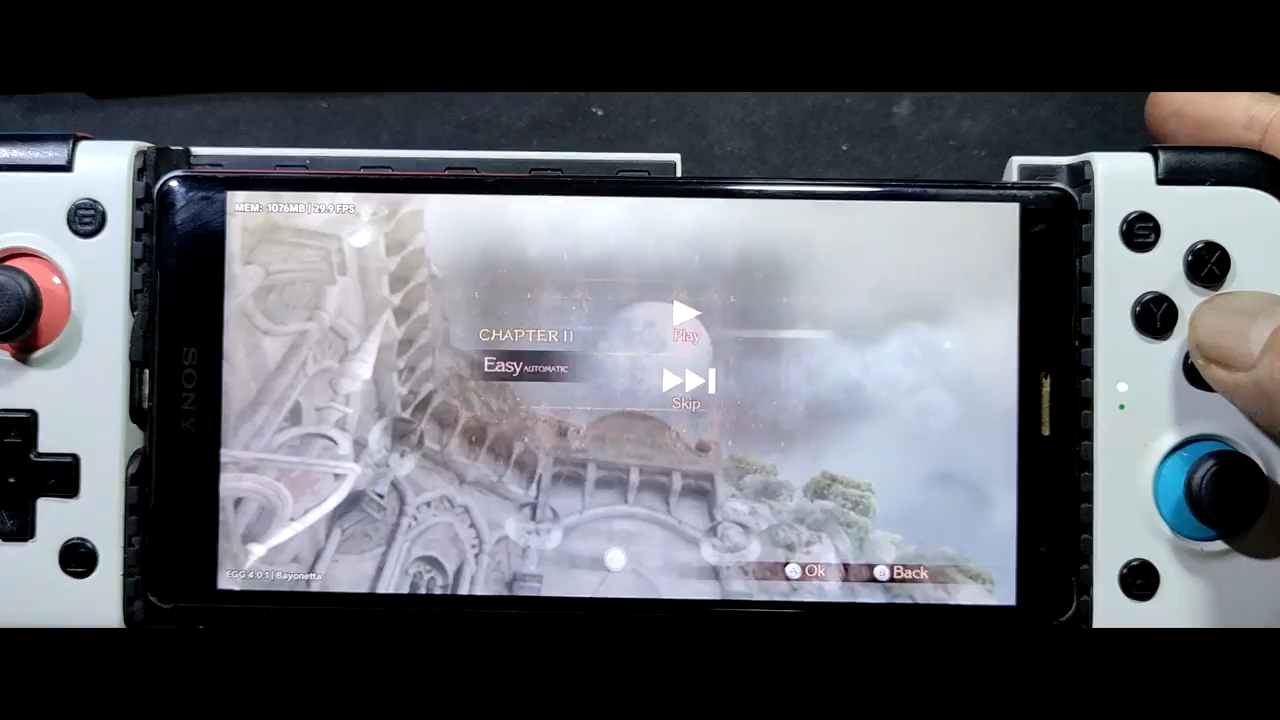 MEM: 1076MB | 29.9 FPS
SONY
CHAPTER II
Easy AUTOMATIC
Play
Skip
EGG 4.0.1 | Bayonetta
A Ok
B Back
S
X
Y